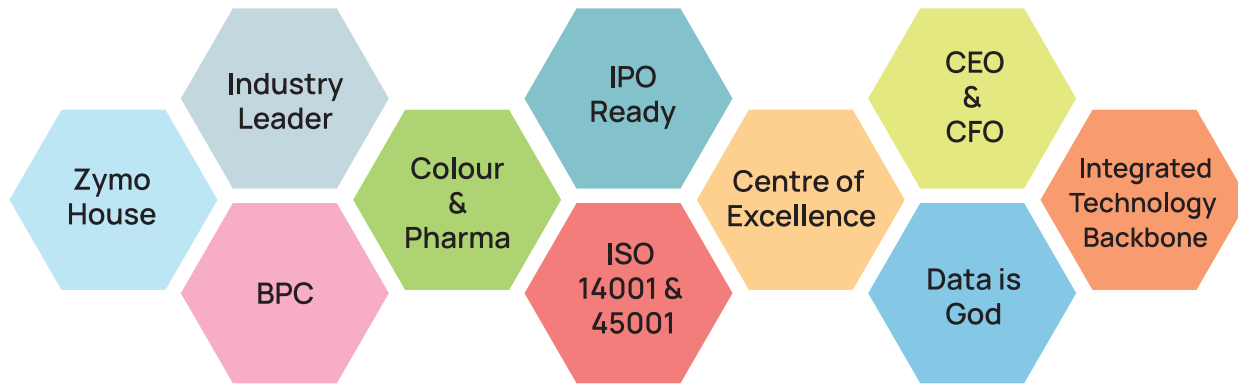 Zymo
House
Industry
Leader
BPC
Colour
&
Pharma
IPO
Ready
ISO
14001 &
45001
Centre of
Excellence
CEO
&
CFO
Data is
God
Integrated
Technology
Backbone